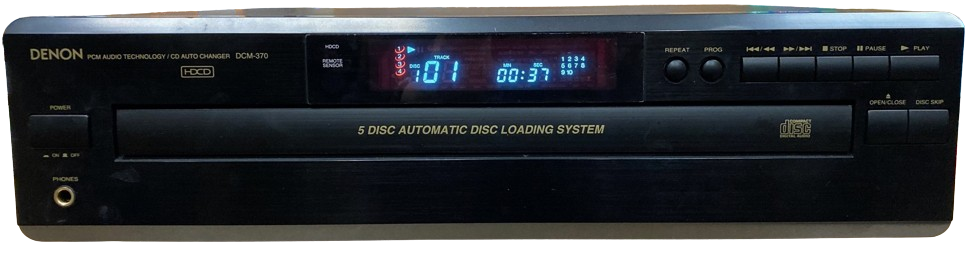 DENON PCM AUDIO TECHNOLOGY / CD AUTO CHANGER DCM-370
HDCD
POWER
ON OFF
PHONES
HDCD
REMOTE
SENSOR
DISC TRACK
1 01
MIN SEC
00:37
1 2 3 4
5 6 7 8
9 10
REPEAT PROG
STOP PAUSE PLAY
OPEN/CLOSE DISC SKIP
5 DISC AUTOMATIC DISC LOADING SYSTEM
COMPACT
disc
DIGITAL AUDIO